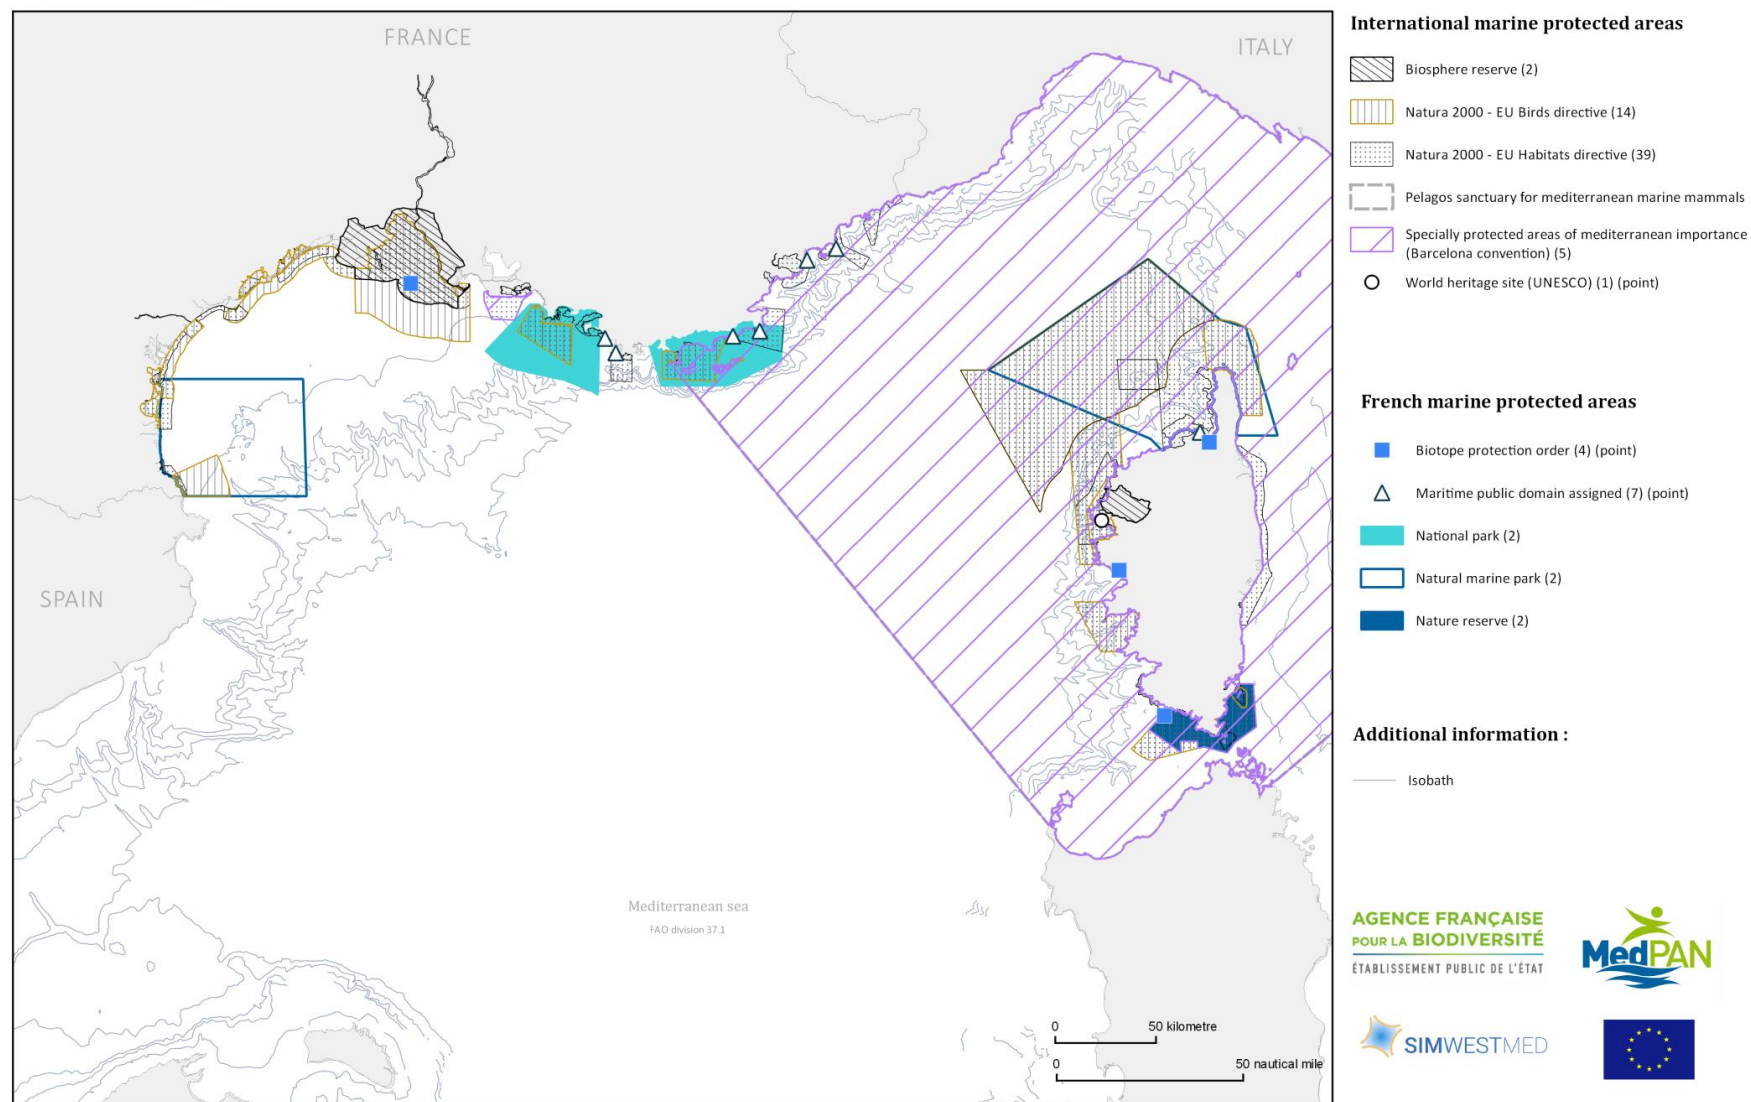 FRANCE
ITALY
SPAIN
Mediterranean sea
FAO division 37.1
0 50 kilometre
0 50 nautical mile
International marine protected areas
Biosphere reserve (2)
Natura 2000 - EU Birds directive (14)
Natura 2000 - EU Habitats directive (39)
Pelagos sanctuary for mediterranean marine mammals
Specially protected areas of mediterranean importance
(Barcelona convention) (5)
World heritage site (UNESCO) (1) (point)
French marine protected areas
Biotope protection order (4) (point)
Maritime public domain assigned (7) (point)
National park (2)
Natural marine park (2)
Nature reserve (2)
Additional information :
Isobath
AGENCE FRANÇAISE
POUR LA BIODIVERSITÉ
ÉTABLISSEMENT PUBLIC DE L'ÉTAT
MedPAN
SIMWESTMED